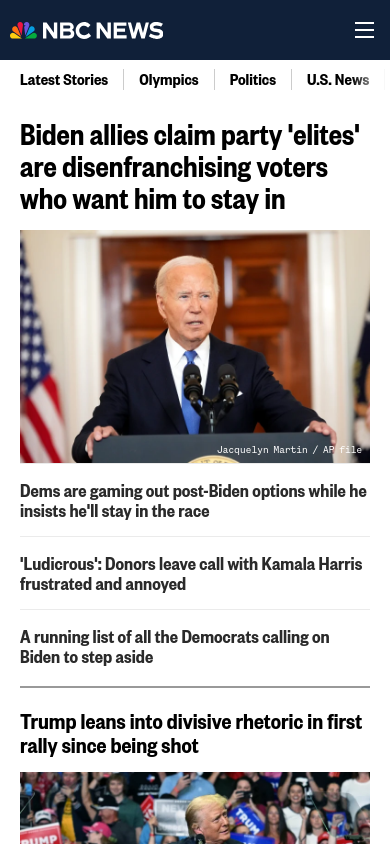 NBC NEWS
Latest Stories
Olympics
Politics
U.S. News
Biden allies claim party 'elites'
are disenfranchising voters
who want him to stay in
Jacquelyn Martin / AP file
Dems are gaming out post-Biden options while he
insists he'll stay in the race
'Ludicrous': Donors leave call with Kamala Harris
frustrated and annoyed
A running list of all the Democrats calling on
Biden to step aside
Trump leans into divisive rhetoric in first
rally since being shot
TRUMP
TRUMP